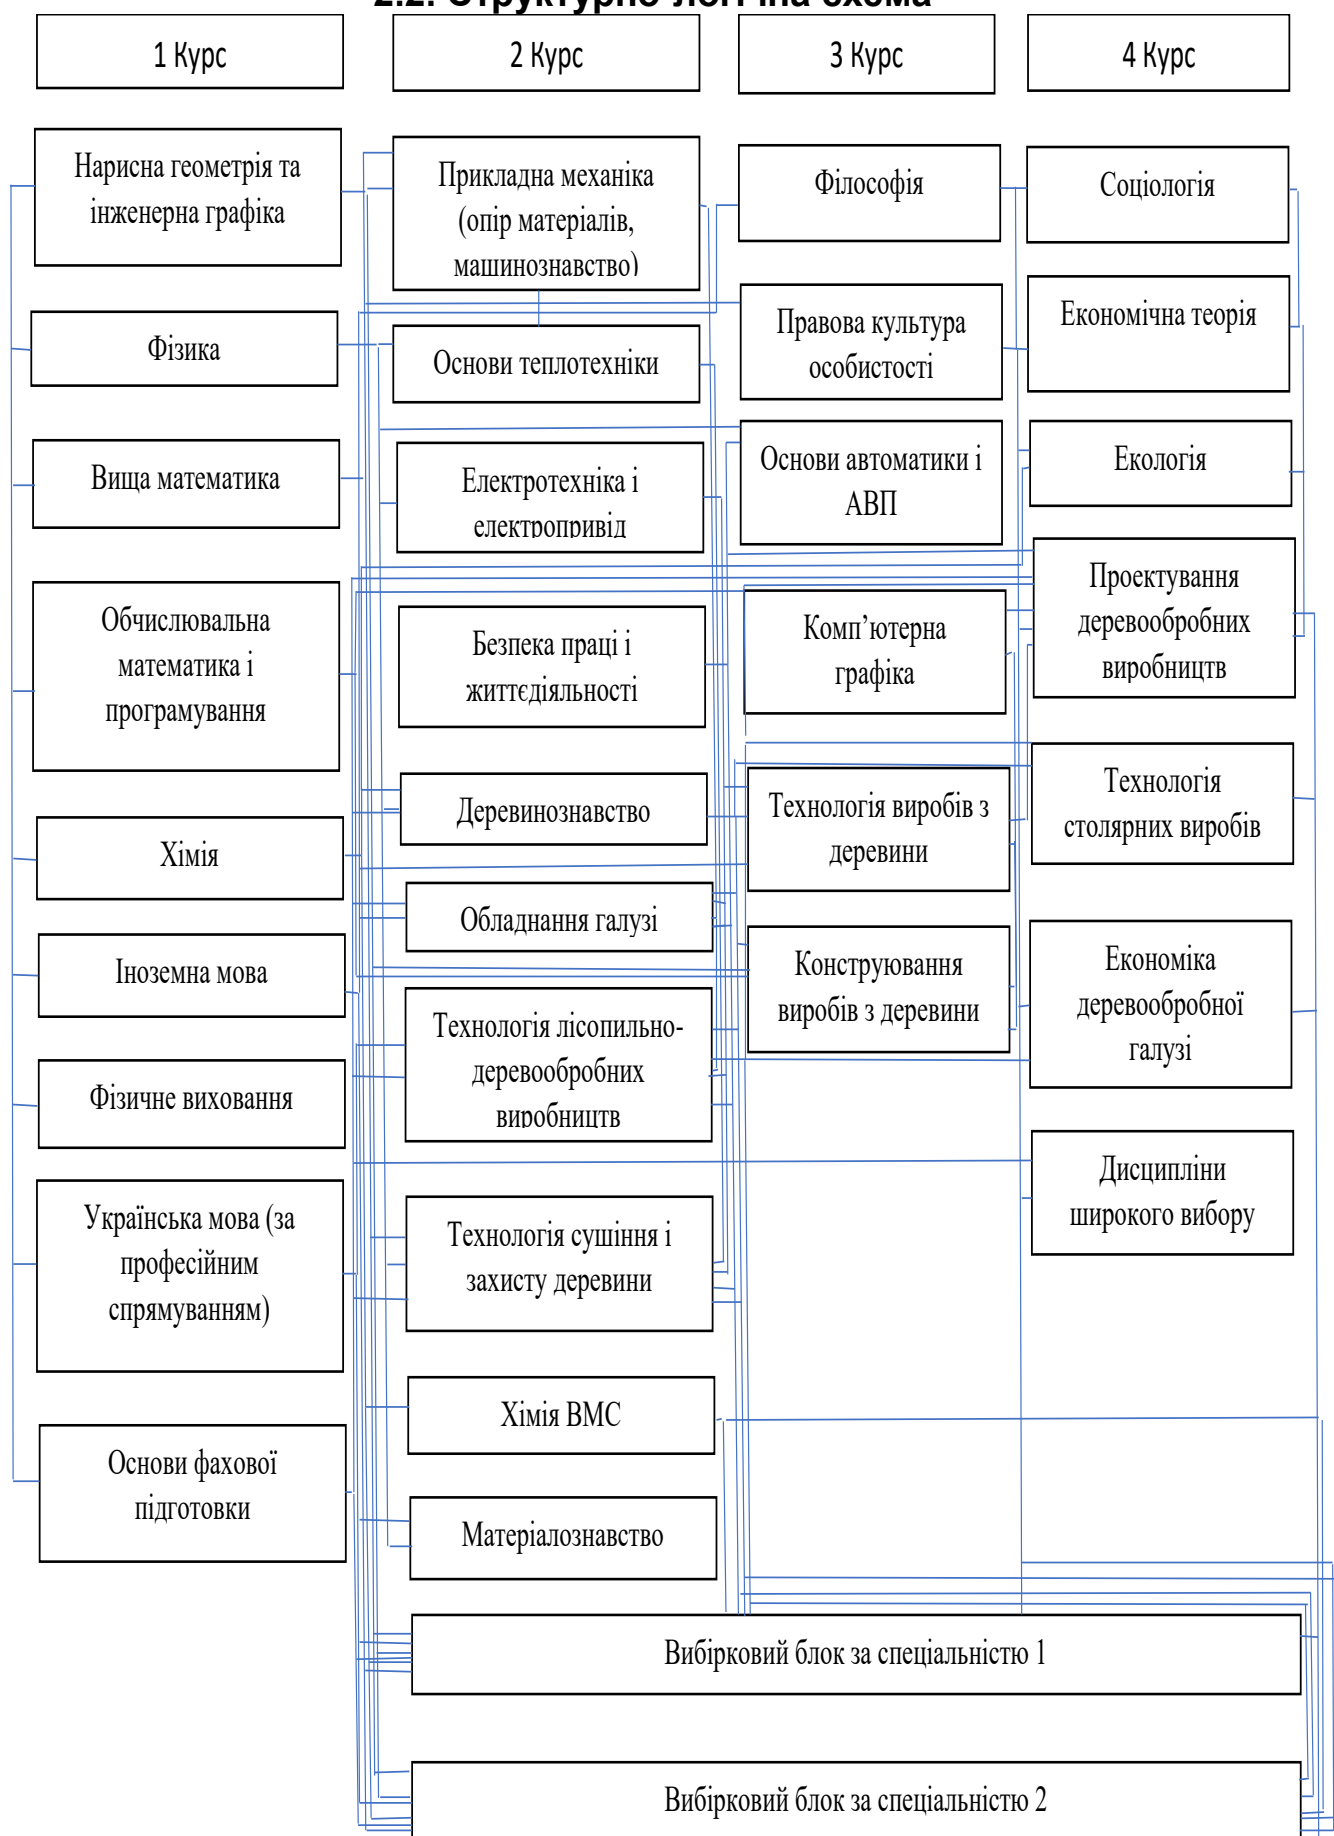 2.2. Структурно-логічна схема
1 Курс
2 Курс
3 Курс
4 Курс
Нарисна геометрія та
інженерна графіка
Фізика
Вища математика
Обчислювальна
математика і
програмування
Хімія
Іноземна мова
Фізичне виховання
Українська мова (за
професійним
спрямуванням)
Основи фахової
підготовки
Прикладна механіка
(опір матеріалів,
машинознавство)
Основи теплотехніки
Електротехніка і
електропривід
Безпека праці і
життєдіяльності
Деревинознавство
Обладнання галузі
Технологія лісопильно-
деревообробних
виробництв
Технологія сушіння і
захисту деревини
Хімія ВМС
Матеріалознавство
Філософія
Правова культура
особистості
Основи автоматики і
АВП
Комп’ютерна
графіка
Технологія виробів з
деревини
Конструювання
виробів з деревини
Соціологія
Економічна теорія
Екологія
Проектування
деревообробних
виробництв
Технологія
столярних виробів
Економіка
деревообробної
галузі
Дисципліни
широкого вибору
Вибірковий блок за спеціальністю 1
Вибірковий блок за спеціальністю 2